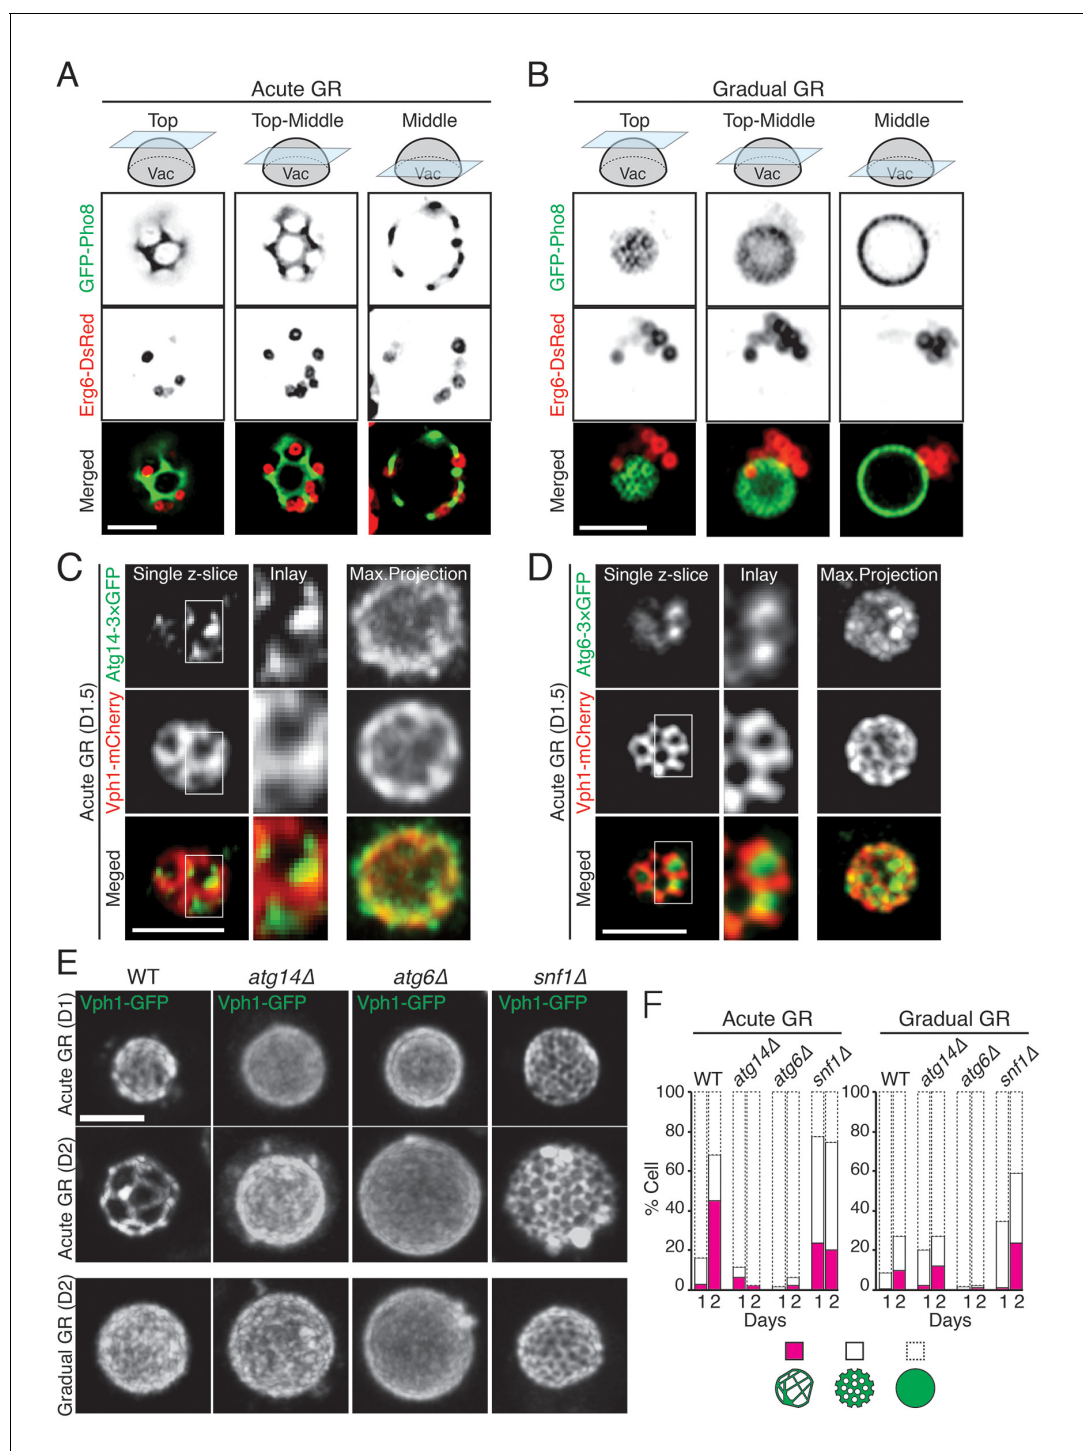 A
Acute GR
Top
Top-Middle
Middle
Vac
Vac
Vac
GFP-Pho8
Erg6-DsRed
Merged
B
Gradual GR
Top
Top-Middle
Middle
Vac
Vac
Vac
GFP-Pho8
Erg6-DsRed
Merged
C
Acute GR (D1.5)
Single z-slice
Inlay
Max.Projection
Atg14-3×GFP
Vph1-mCherry
Meged
D
Acute GR (D1.5)
Single z-slice
Inlay
Max.Projection
Atg6-3×GFP
Vph1-mCherry
Meged
E
WT
atg14Δ
atg6Δ
snf1Δ
Vph1-GFP
Vph1-GFP
Vph1-GFP
Vph1-GFP
Acute GR (D1)
Acute GR (D2)
Gradual GR (D2)
F
Acute GR
Gradual GR
WT
atg14Δ
atg6Δ
snf1Δ
WT
atg14Δ
atg6Δ
snf1Δ
% Cell
100
80
60
40
20
0
100
80
60
40
20
0
1 2 1 2 1 2 1 2
1 2 1 2 1 2 1 2
Days
Days